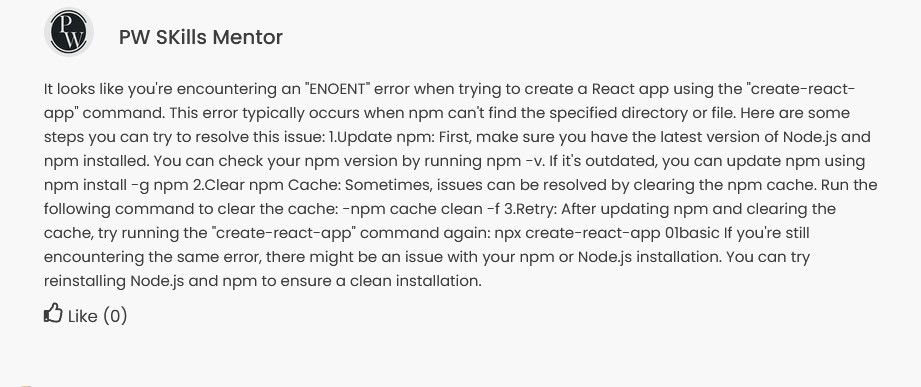 PW
PW SKills Mentor
It looks like you're encountering an "ENOENT" error when trying to create a React app using the "create-react-
app" command. This error typically occurs when npm can't find the specified directory or file. Here are some
steps you can try to resolve this issue: 1.Update npm: First, make sure you have the latest version of Node.js and
npm installed. You can check your npm version by running npm -v. If it's outdated, you can update npm using
npm install -g npm 2.Clear npm Cache: Sometimes, issues can be resolved by clearing the npm cache. Run the
following command to clear the cache: -npm cache clean -f 3.Retry: After updating npm and clearing the
cache, try running the "create-react-app" command again: npx create-react-app 01basic If you're still
encountering the same error, there might be an issue with your npm or Node.js installation. You can try
reinstalling Node.js and npm to ensure a clean installation.
Like (0)